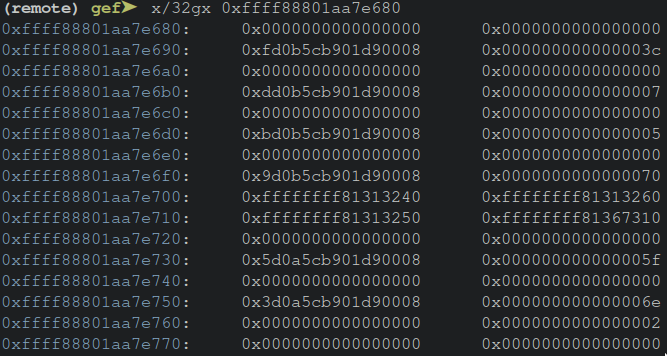 (remote) gef➤ x/32gx 0xffff88801aa7e680
0xffff88801aa7e680: 0x0000000000000000 0x0000000000000000
0xffff88801aa7e690: 0xfd0b5cb901d90008 0x000000000000003c
0xffff88801aa7e6a0: 0x0000000000000000 0x0000000000000000
0xffff88801aa7e6b0: 0xdd0b5cb901d90008 0x0000000000000007
0xffff88801aa7e6c0: 0x0000000000000000 0x0000000000000000
0xffff88801aa7e6d0: 0xbd0b5cb901d90008 0x0000000000000005
0xffff88801aa7e6e0: 0x0000000000000000 0x0000000000000000
0xffff88801aa7e6f0: 0x9d0b5cb901d90008 0x0000000000000070
0xffff88801aa7e700: 0xffffffff81313240 0xffffffff81313260
0xffff88801aa7e710: 0xffffffff81313250 0xffffffff81367310
0xffff88801aa7e720: 0x0000000000000000 0x0000000000000000
0xffff88801aa7e730: 0x5d0a5cb901d90008 0x000000000000005f
0xffff88801aa7e740: 0x0000000000000000 0x0000000000000000
0xffff88801aa7e750: 0x3d0a5cb901d90008 0x000000000000006e
0xffff88801aa7e760: 0x0000000000000000 0x0000000000000002
0xffff88801aa7e770: 0x0000000000000000 0x0000000000000000